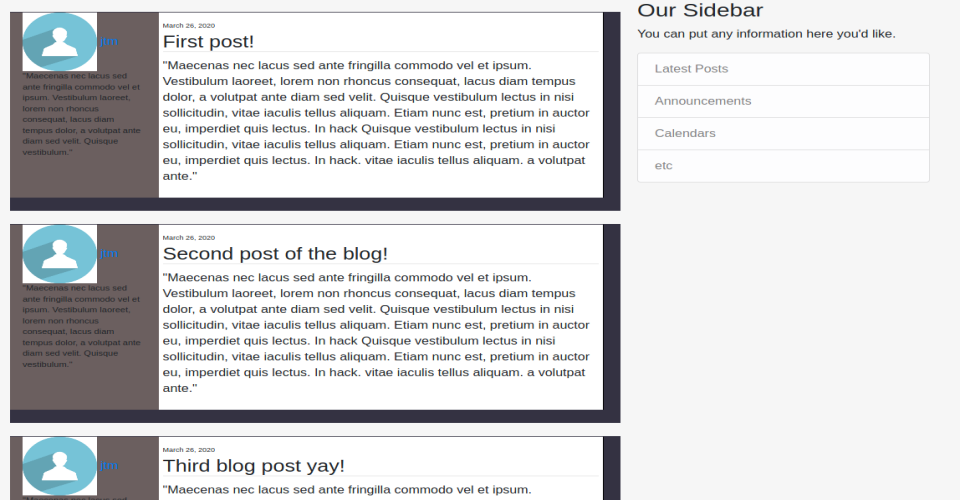 jim
"Maecenas nec lacus sed
ante fringilla commodo vel et
ipsum. Vestibulum laoreet,
lorem non rhoncus
consequat, lacus diam
tempus dolor, a volutpat ante
diam sed velit. Quisque
vestibulum."
March 26, 2020
First post!
"Maecenas nec lacus sed ante fringilla commodo vel et ipsum.
Vestibulum laoreet, lorem non rhoncus consequat, lacus diam tempus
dolor, a volutpat ante diam sed velit. Quisque vestibulum lectus in nisi
sollicitudin, vitae iaculis tellus aliquam. Etiam nunc est, pretium in auctor
eu, imperdiet quis lectus. In hack Quisque vestibulum lectus in nisi
sollicitudin, vitae iaculis tellus aliquam. Etiam nunc est, pretium in auctor
eu, imperdiet quis lectus. In hack. vitae iaculis tellus aliquam. a volutpat
ante."
jim
"Maecenas nec lacus sed
ante fringilla commodo vel et
ipsum. Vestibulum laoreet,
lorem non rhoncus
consequat, lacus diam
tempus dolor, a volutpat ante
diam sed velit. Quisque
vestibulum."
March 26, 2020
Second post of the blog!
"Maecenas nec lacus sed ante fringilla commodo vel et ipsum.
Vestibulum laoreet, lorem non rhoncus consequat, lacus diam tempus
dolor, a volutpat ante diam sed velit. Quisque vestibulum lectus in nisi
sollicitudin, vitae iaculis tellus aliquam. Etiam nunc est, pretium in auctor
eu, imperdiet quis lectus. In hack Quisque vestibulum lectus in nisi
sollicitudin, vitae iaculis tellus aliquam. Etiam nunc est, pretium in auctor
eu, imperdiet quis lectus. In hack. vitae iaculis tellus aliquam. a volutpat
ante."
jim
March 26, 2020
Third blog post yay!
"Maecenas nec lacus sed ante fringilla commodo vel et ipsum.
Our Sidebar
You can put any information here you'd like.
Latest Posts
Announcements
Calendars
etc